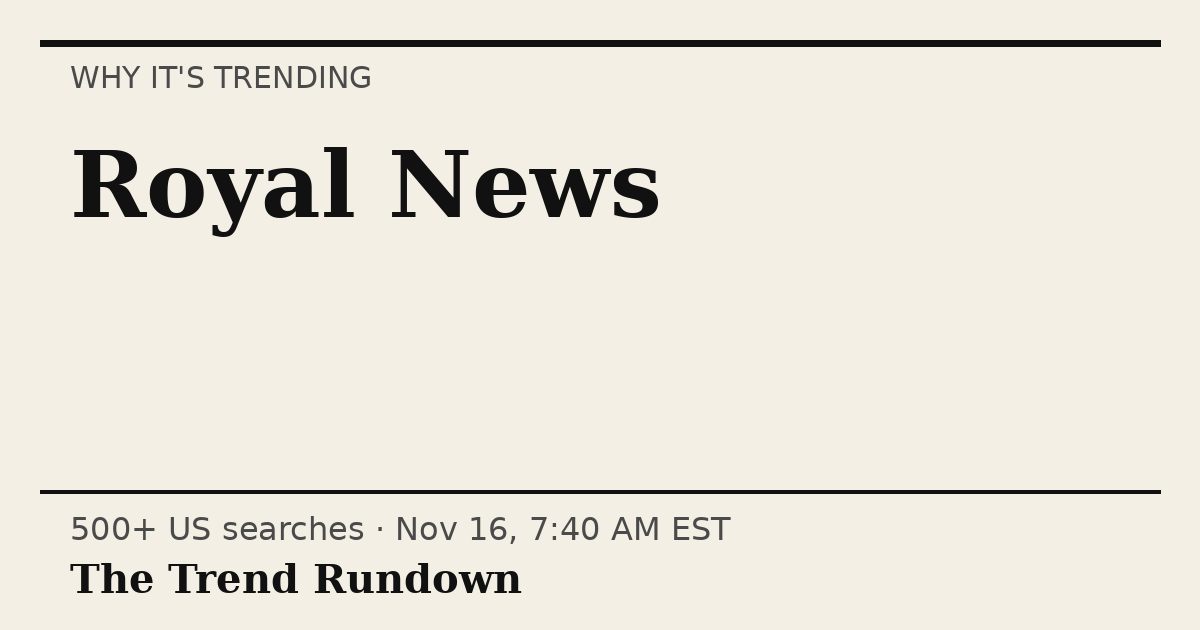 WHY IT'S TRENDING
Royal News
500+ US searches · Nov 16, 7:40 AM EST
The Trend Rundown